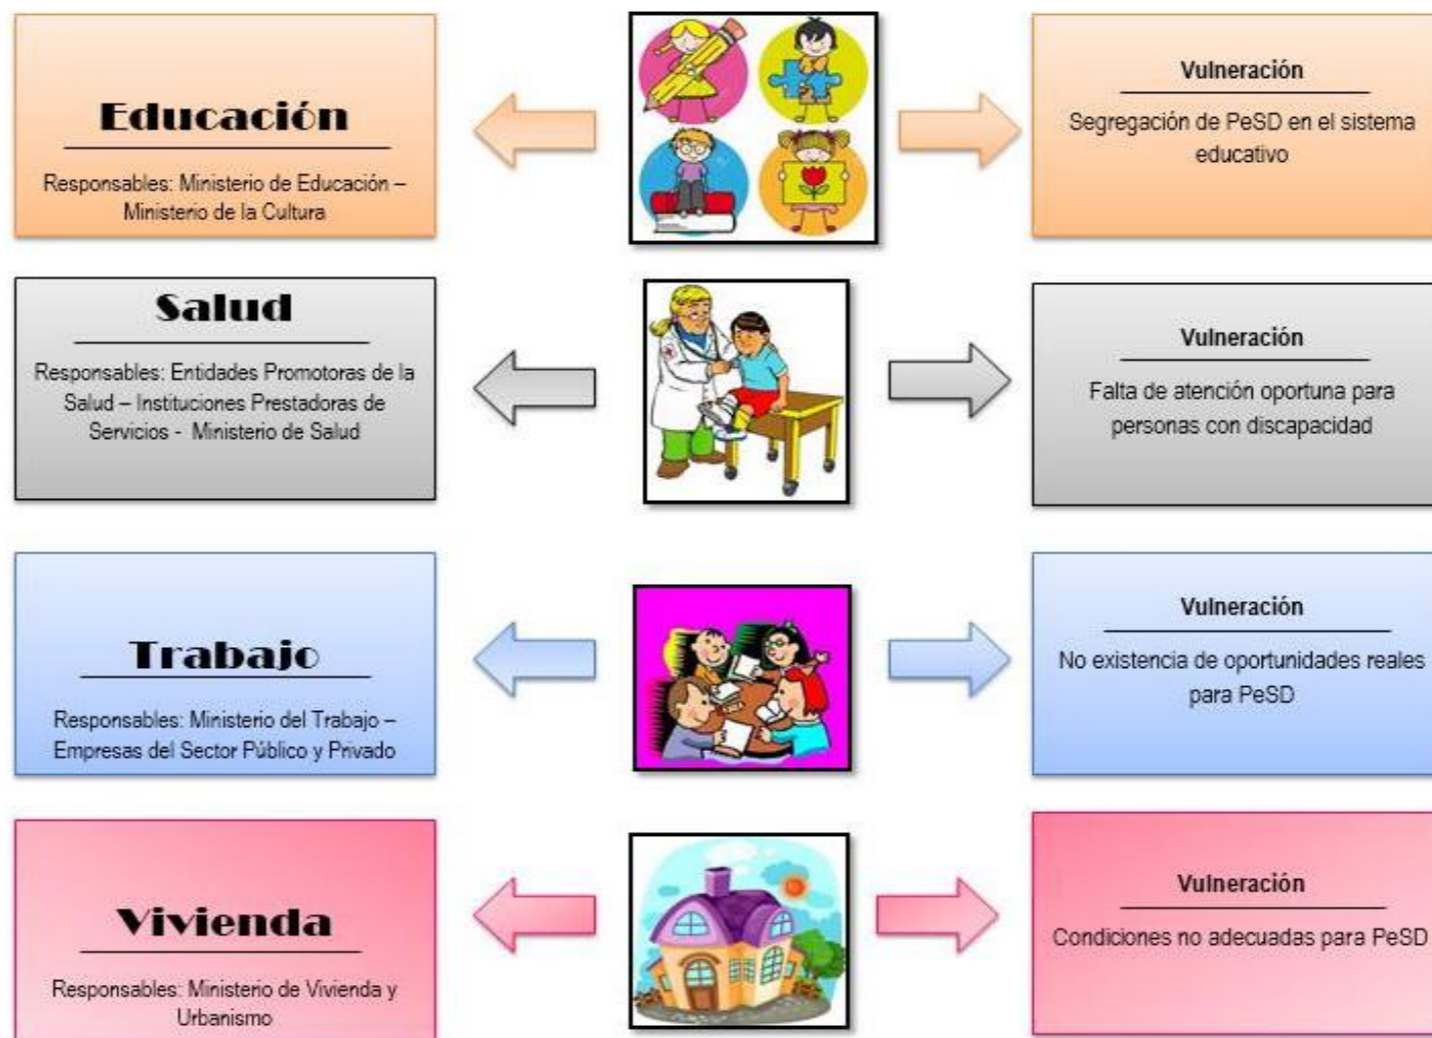 Educación
Responsables: Ministerio de Educación –
Ministerio de la Cultura
Vulneración
Segregación de PeSD en el sistema
educativo
Salud
Responsables: Entidades Promotoras de la
Salud – Instituciones Prestadoras de
Servicios - Ministerio de Salud
Vulneración
Falta de atención oportuna para
personas con discapacidad
Trabajo
Responsables: Ministerio del Trabajo –
Empresas del Sector Público y Privado
Vulneración
No existencia de oportunidades reales
para PeSD
Vivienda
Responsables: Ministerio de Vivienda y
Urbanismo
Vulneración
Condiciones no adecuadas para PeSD